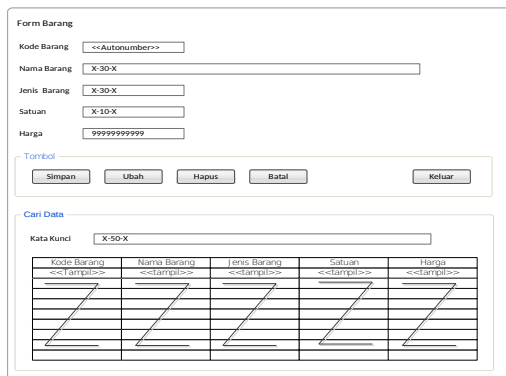 Form Barang
Kode Barang <<Autonumber>>
Nama Barang X-30-X
Jenis Barang X-30-X
Satuan X-10-X
Harga 99999999999
Tombol
Simpan Ubah Hapus Batal Keluar
Cari Data
Kata Kunci X-50-X
Kode Barang Nama Barang Jenis Barang Satuan Harga
<<Tampil>> <<tampil>> <<tampil>> <<tampil>> <<tampil>>